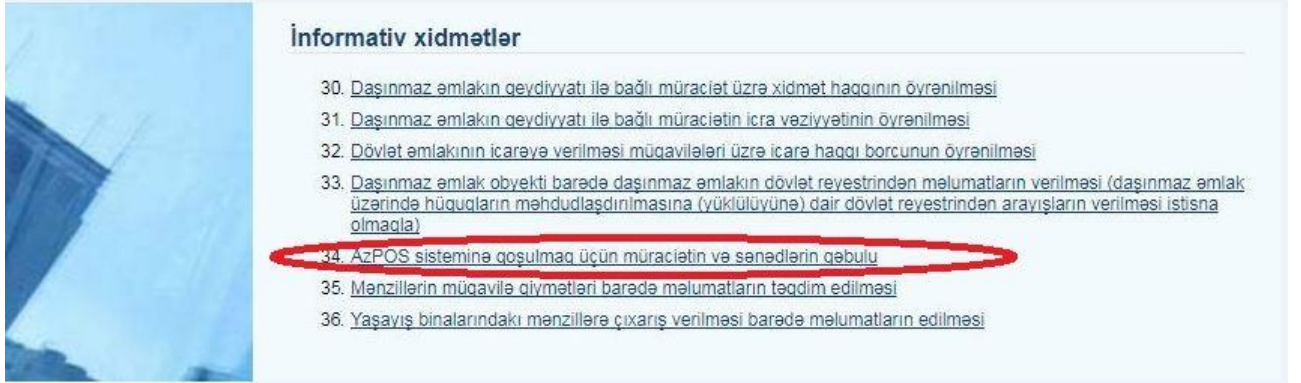 İnformativ xidmətlər
30. Daşınmaz əmlakın qeydiyyatı ilə bağlı müraciət üzrə xidmət haqqının öyrənilməsi
31. Daşınmaz əmlakın qeydiyyatı ilə bağlı müraciətin icra vəziyyətinin öyrənilməsi
32. Dövlət əmlakının icarəyə verilməsi müqavilələri üzrə icarə haqqı borcunun öyrənilməsi
33. Daşınmaz əmlak obyekti barədə daşınmaz əmlakın dövlət reyestrindən məlumatların verilməsi (daşınmaz əmlak
üzərində hüquqların məhdudlaşdırılmasına (yüklülüyünə) dair dövlət reyestrindən arayışların verilməsi istisna
olmaqla)
34. AzPOS sisteminə qoşulmaq üçün müraciətin və sənədlərin qəbulu
35. Mənzillərin müqavilə qiymətləri barədə məlumatların təqdim edilməsi
36. Yaşayış binalarındakı mənzillərə çıxarış verilməsi barədə məlumatların edilməsi